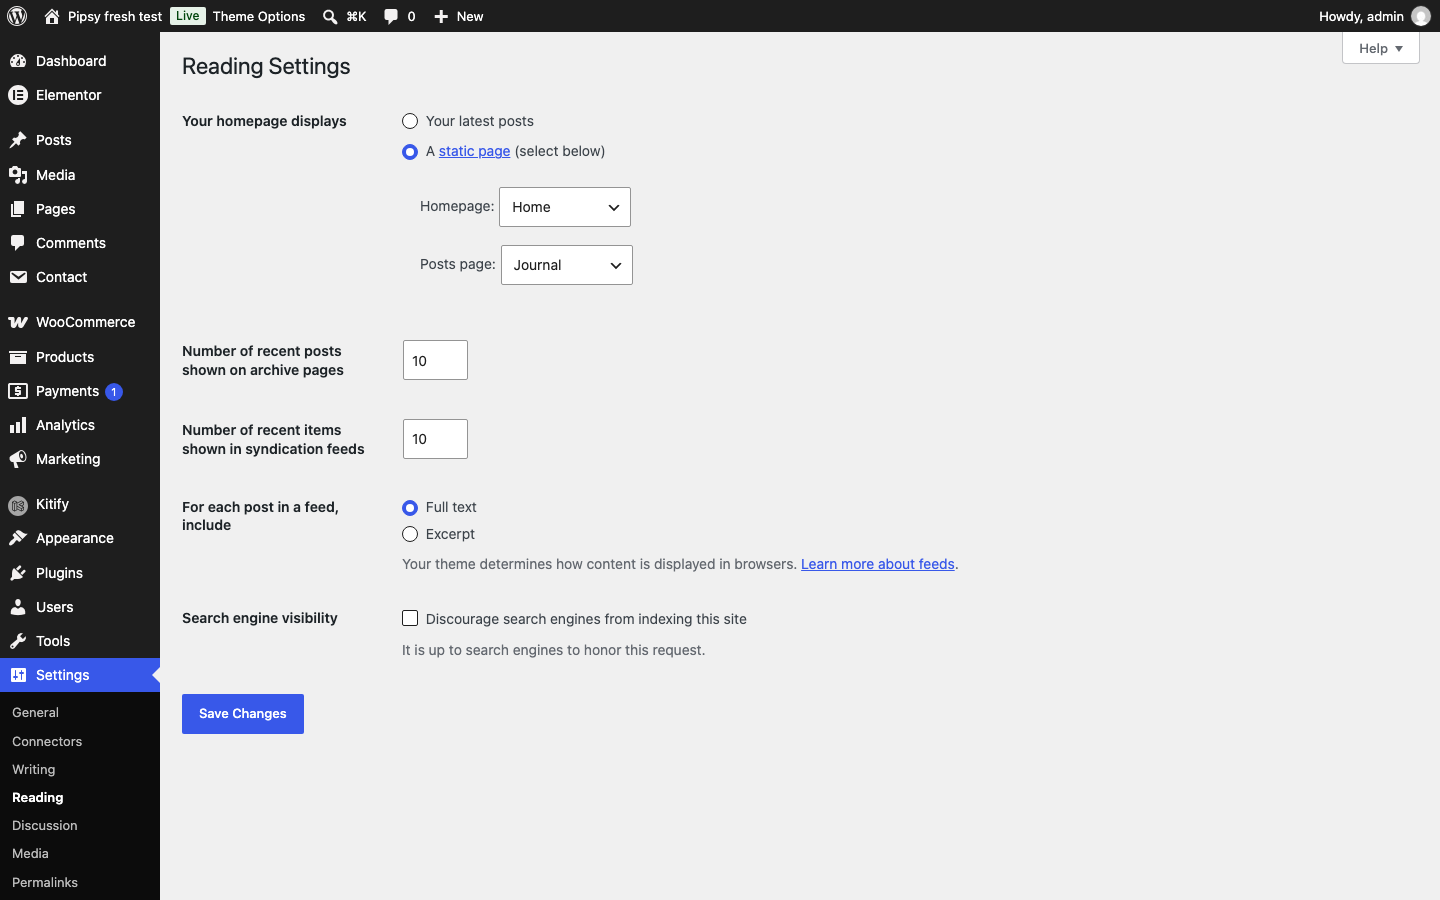 Pipsy fresh test
Live
Theme Options
⌘K
0
New
Howdy, admin
Help
Dashboard
Elementor
Posts
Media
Pages
Comments
Contact
WooCommerce
Products
Payments 1
Analytics
Marketing
Kitify
Appearance
Plugins
Users
Tools
Settings
General
Connectors
Writing
Reading
Discussion
Media
Permalinks
Reading Settings
Your homepage displays
Your latest posts
A static page (select below)
Homepage: Home
Posts page: Journal
Number of recent posts
shown on archive pages
10
Number of recent items
shown in syndication feeds
10
For each post in a feed,
include
Full text
Excerpt
Your theme determines how content is displayed in browsers. Learn more about feeds.
Search engine visibility
Discourage search engines from indexing this site
It is up to search engines to honor this request.
Save Changes